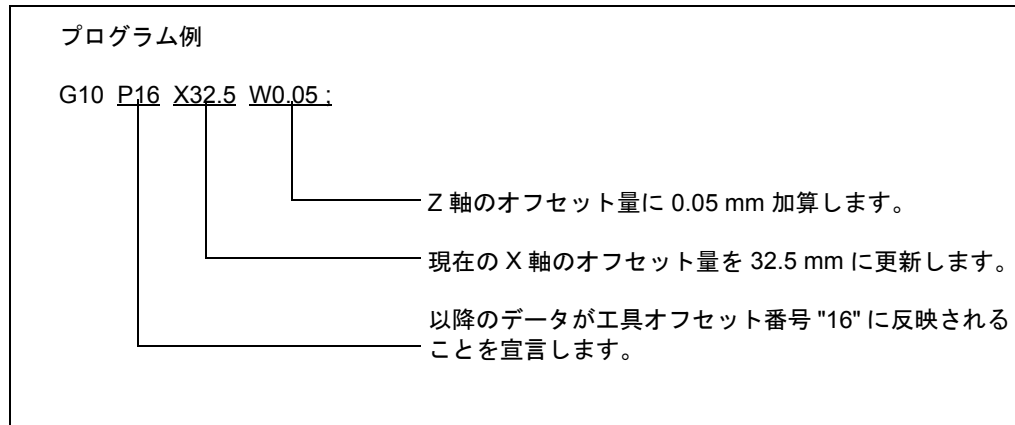 プログラム例
G10 P16 X32.5 W0.05 ;
Z 軸のオフセット量に 0.05 mm 加算します。
現在の X 軸のオフセット量を 32.5 mm に更新します。
以降のデータが工具オフセット番号 "16" に反映される
ことを宣言します。